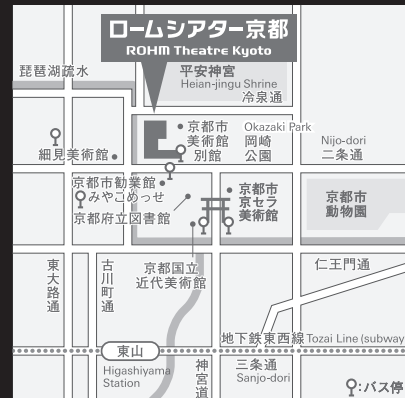 ロームシアター京都
ROHM Theatre Kyoto
琵琶湖疏水
平安神宮
Heian-jingu Shrine
冷泉通
京都市
美術館
別館
Okazaki Park
岡崎
公園
Nijo-dori
二条通
細見美術館
京都市勧業館
みやこめっせ
京都府立図書館
京都市
京セラ
美術館
京都市
動物園
東大路通
古川町通
京都国立
近代美術館
仁王門通
地下鉄東西線 Tozai Line (subway
東山
Higashiyama
Station
神宮道
三条通
Sanjo-dori
:バス停